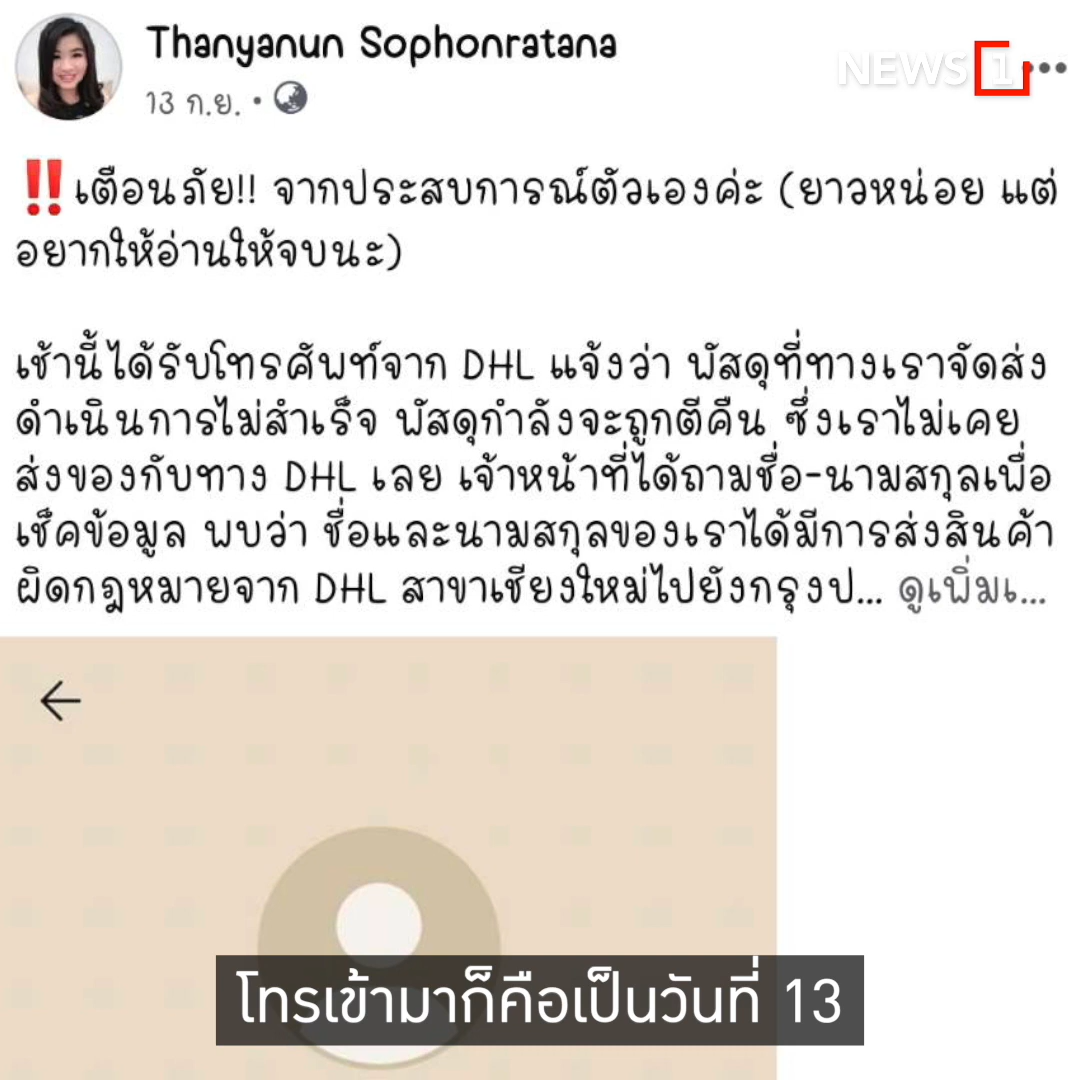 Thanyanun Sophonratana
NEWS 1
13 ก.ย.
‼️เตือนภัย!! จากประสบการณ์ตัวเองค่ะ (ยาวหน่อย แต่
อยากให้อ่านให้จบนะ)
เช้านี้ได้รับโทรศัพท์จาก DHL แจ้งว่า พัสดุที่ทางเราจัดส่ง
ดำเนินการไม่สำเร็จ พัสดุกำลังจะถูกตีคืน ซึ่งเราไม่เคย
ส่งของกับทาง DHL เลย เจ้าหน้าที่ได้ถามชื่อ-นามสกุลเพื่อ
เช็คข้อมูล พบว่า ชื่อและนามสกุลของเราได้มีการส่งสินค้า
ผิดกฎหมายจาก DHL สาขาเชียงใหม่ไปยังกรุงป... ดูเพิ่มเ...
โทรเข้ามาก็คือเป็นวันที่ 13